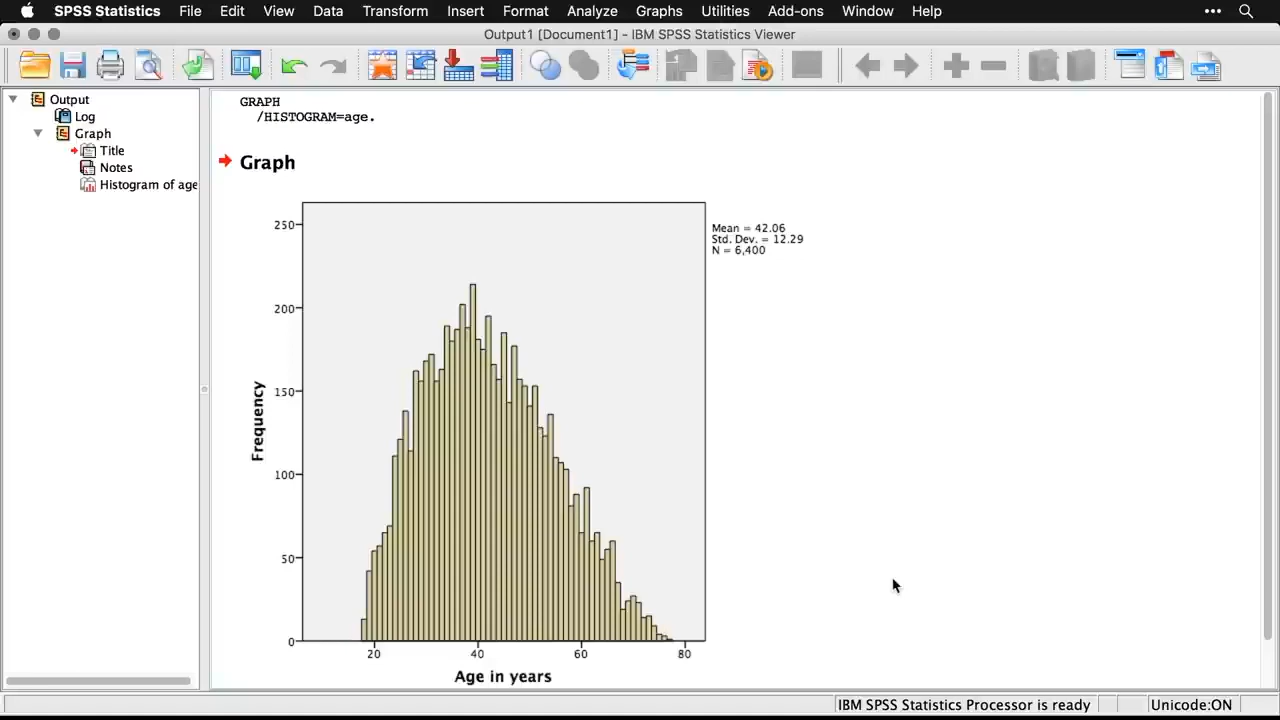 SPSS Statistics File Edit View Data Transform Insert Format Analyze Graphs Utilities Add-ons Window Help
Output1 [Document1] - IBM SPSS Statistics Viewer
Output
Log
Graph
Title
Notes
Histogram of age
GRAPH
/HISTOGRAM=age.
Graph
Mean = 42.06
Std. Dev. = 12.29
N = 6,400
250
200
150
100
50
0
Frequency
20 40 60 80
Age in years
IBM SPSS Statistics Processor is ready Unicode:ON